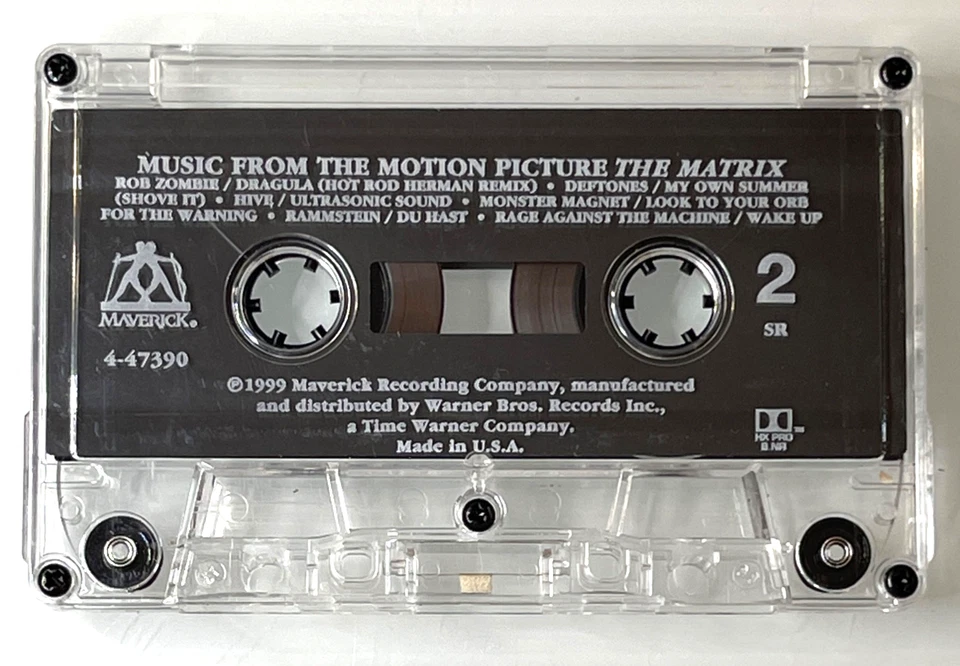 MUSIC FROM THE MOTION PICTURE THE MATRIX
ROB ZOMBIE / DRAGULA (HOT ROD HERMAN REMIX) • DEFTONES / MY OWN SUMMER
(SHOVE IT) • HIVE / ULTRASONIC SOUND • MONSTER MAGNET / LOOK TO YOUR ORB
FOR THE WARNING • RAMMSTEIN / DU HAST • RAGE AGAINST THE MACHINE / WAKE UP
MAVERICK®
4-47390
2
SR
℗1999 Maverick Recording Company, manufactured
and distributed by Warner Bros. Records Inc.,
a Time Warner Company.
Made in U.S.A.
™
HX PRO
B NR